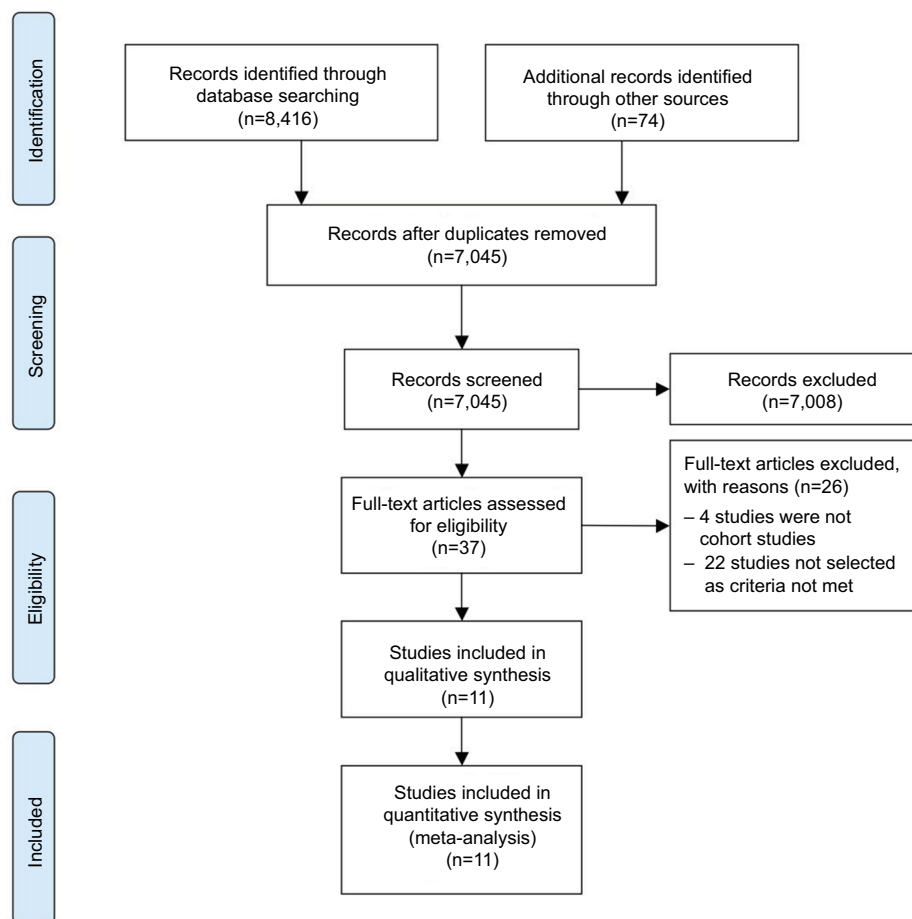 Identification
Records identified through
database searching
(n=8,416)
Additional records identified
through other sources
(n=74)
Records after duplicates removed
(n=7,045)
Screening
Records screened
(n=7,045)
Records excluded
(n=7,008)
Eligibility
Full-text articles assessed
for eligibility
(n=37)
Full-text articles excluded,
with reasons (n=26)
– 4 studies were not
cohort studies
– 22 studies not selected
as criteria not met
Studies included in
qualitative synthesis
(n=11)
Included
Studies included in
quantitative synthesis
(meta-analysis)
(n=11)